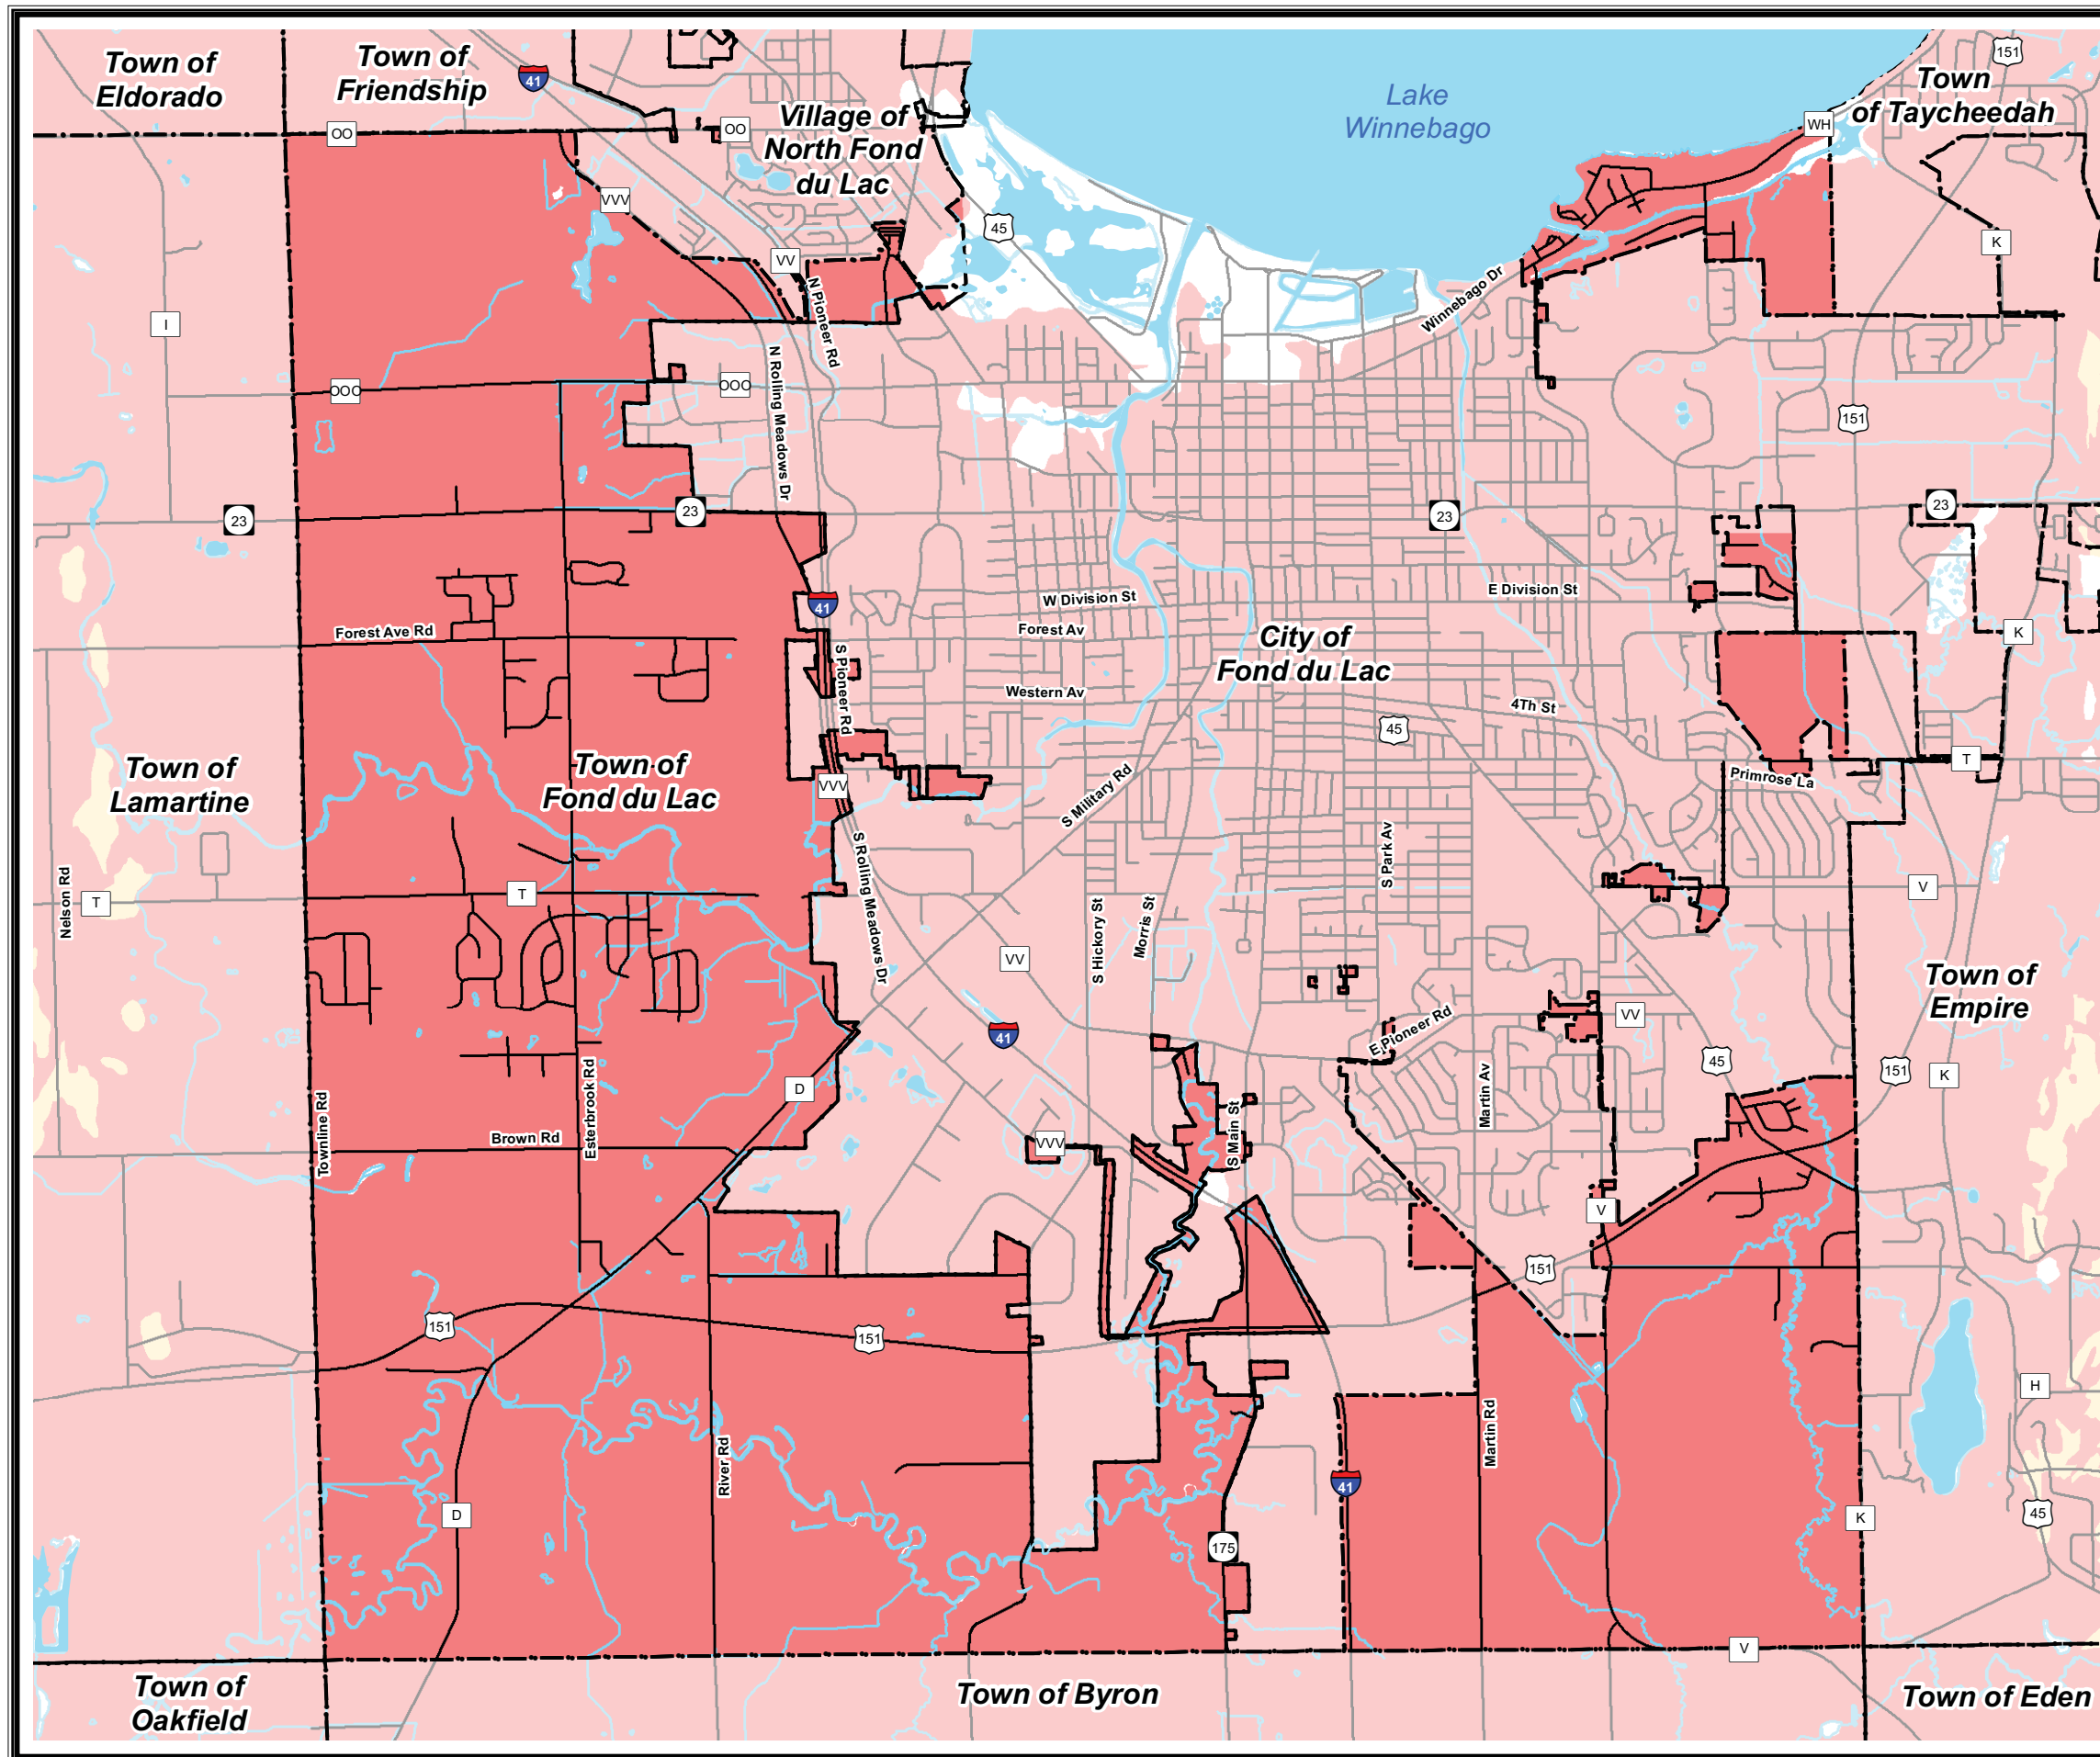 Town of
Eldorado
Town of
Friendship
41
Village of
North Fond
du Lac
Lake
Winnebago
Town
of Taycheedah
151
WH
OO
OO
VVV
VV
45
K
I
N Pioneer Rd
Winnebago Dr
N Rolling Meadows Dr
OOO
OOO
151
23
23
23
23
41
W Division St
E Division St
Forest Ave Rd
Forest Av
City of
Fond du Lac
K
S Pioneer Rd
Western Av
4Th St
45
Town of
Lamartine
Town of
Fond du Lac
VVV
S Military Rd
T
Primrose La
S Park Av
S Rolling Meadows Dr
Nelson Rd
T
T
V
S Hickory St
Morris St
VV
Town of
Empire
41
E Pioneer Rd
VV
45
151
K
D
Townline Rd
Esterbrook Rd
Brown Rd
VVV
S Main St
Martin Av
V
151
151
151
H
River Rd
Martin Rd
41
D
175
K
45
V
Town of
Oakfield
Town of Byron
Town of Eden